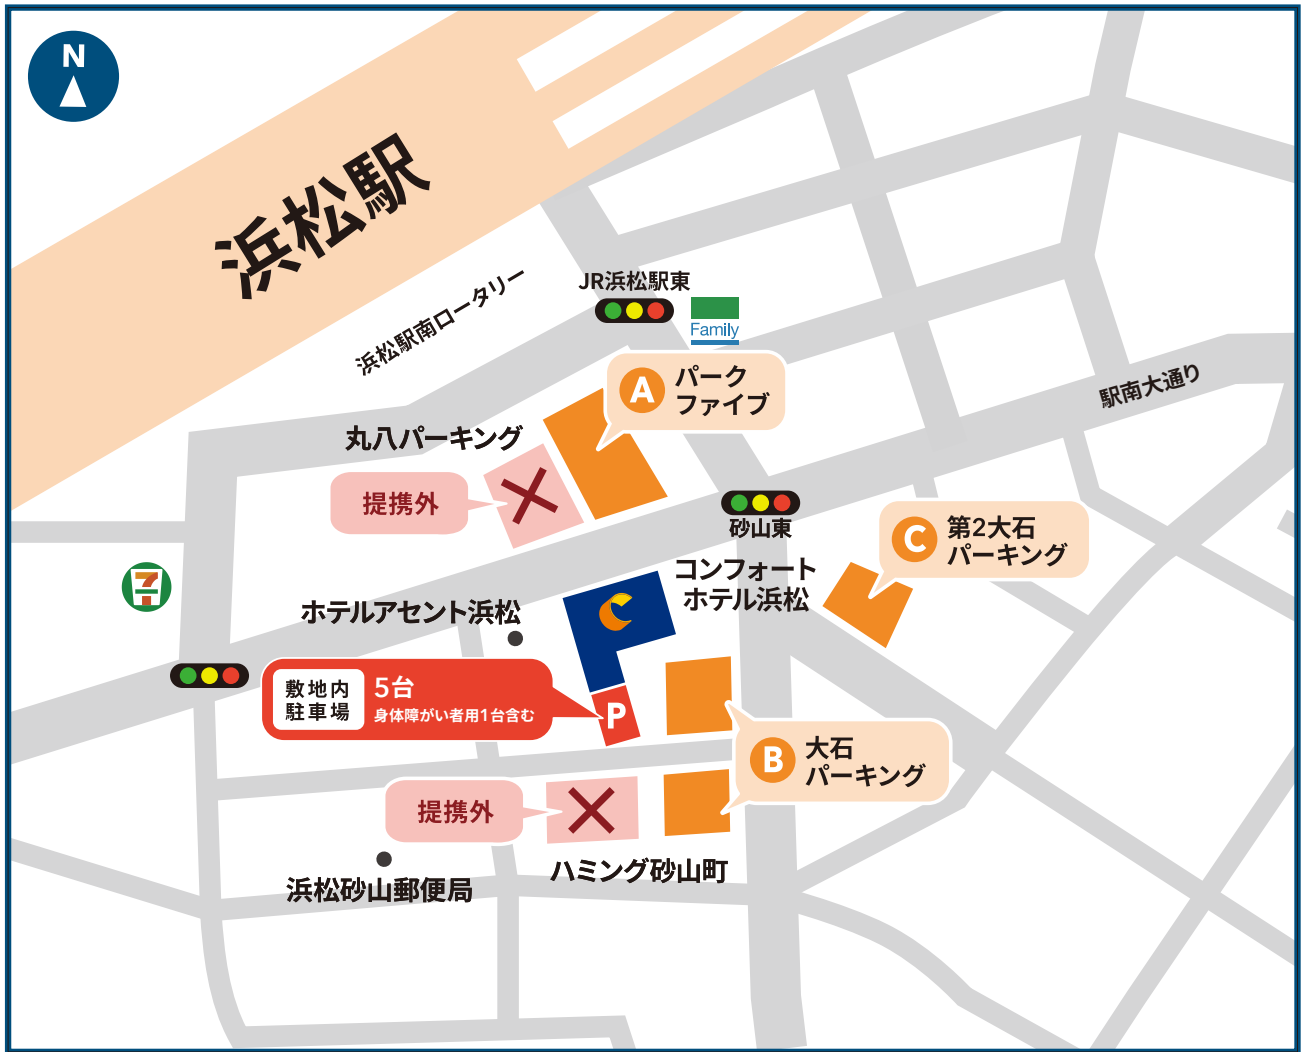 N
浜松駅
浜松駅南ロータリー
JR浜松駅東
Family
A
パーク
ファイブ
駅南大通り
丸八パーキング
提携外
砂山東
C
第2大石
パーキング
コンフォート
ホテル浜松
7
ホテルアセント浜松
敷地内
駐車場
5台
身体障がい者用1台含む
P
B
大石
パーキング
提携外
ハミング砂山町
浜松砂山郵便局